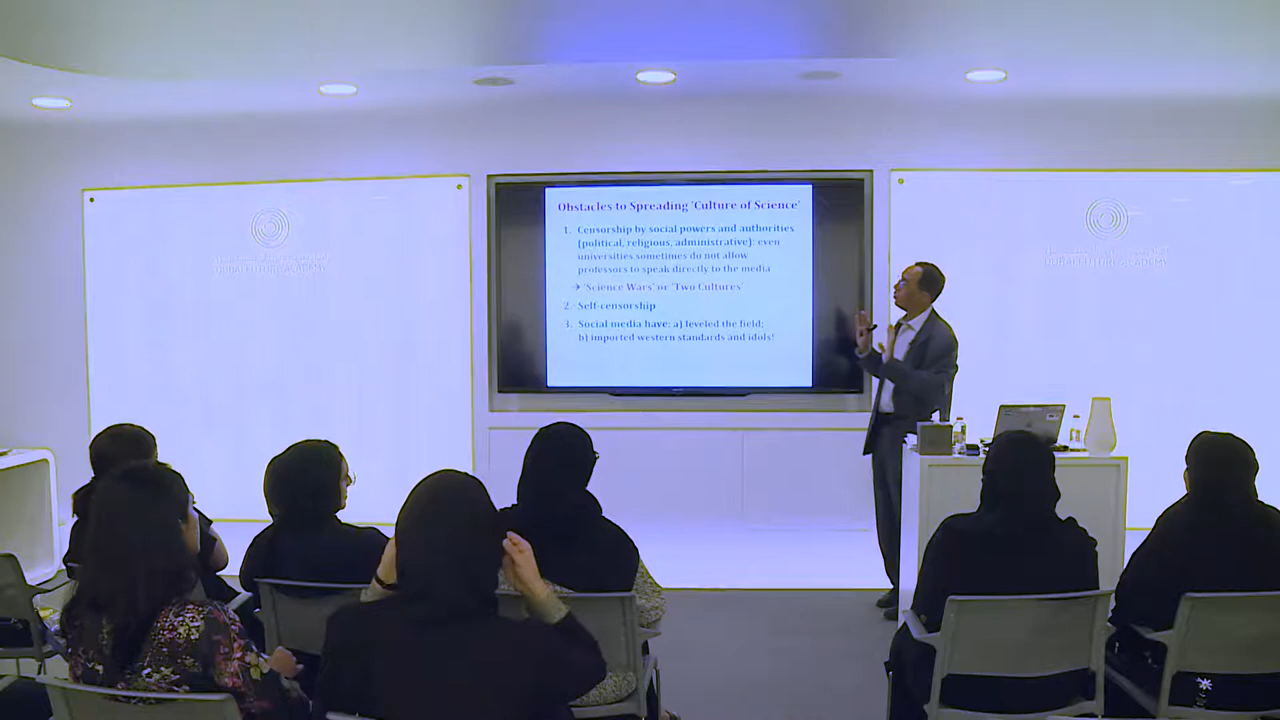 Obstacles to Spreading 'Culture of Science'
1. Censorship by social powers and authorities
(political, religious, administrative): even
universities sometimes do not allow
professors to speak directly to the media
→ 'Science Wars' or 'Two Cultures'
2. Self-censorship
3. Social media have: a) leveled the field;
b) imported western standards and idols!
DUBAI FUTURE ACADEMY
DUBAI FUTURE ACADEMY